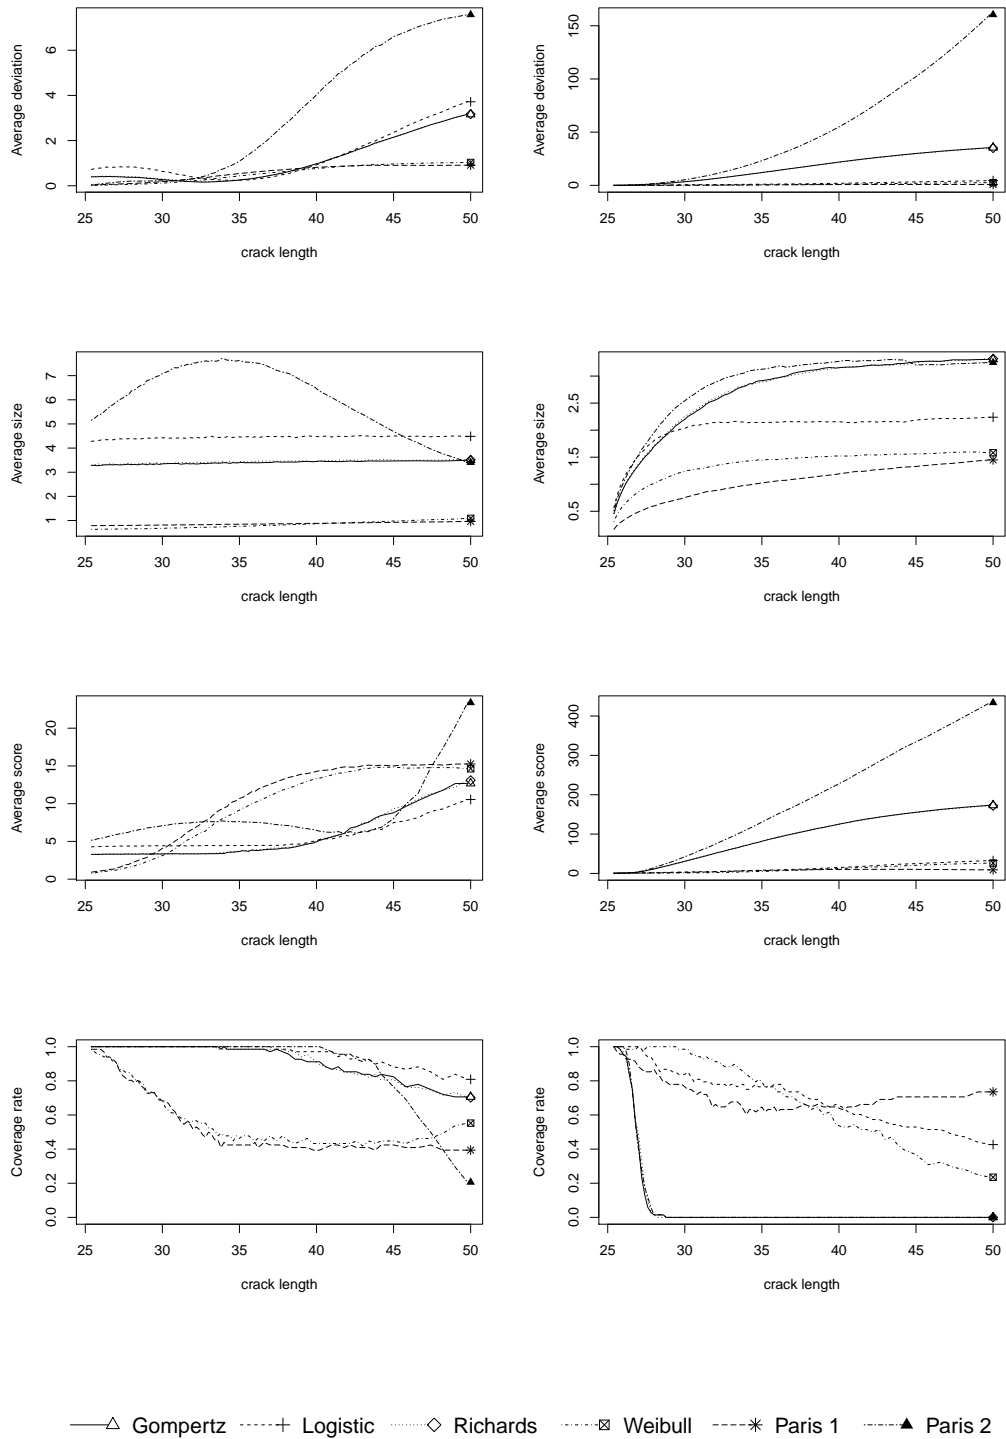 Average deviation
0 2 4 6
25 30 35 40 45 50
crack length
Average deviation
0 50 100 150
25 30 35 40 45 50
crack length
Average size
1 2 3 4 5 6 7
25 30 35 40 45 50
crack length
Average size
0.5 1.5 2.5
25 30 35 40 45 50
crack length
Average score
0 5 10 15 20
25 30 35 40 45 50
crack length
Average score
0 100 200 300 400
25 30 35 40 45 50
crack length
Coverage rate
0.0 0.2 0.4 0.6 0.8 1.0
25 30 35 40 45 50
crack length
Coverage rate
0.0 0.2 0.4 0.6 0.8 1.0
25 30 35 40 45 50
crack length
Gompertz Logistic Richards Weibull Paris 1 Paris 2